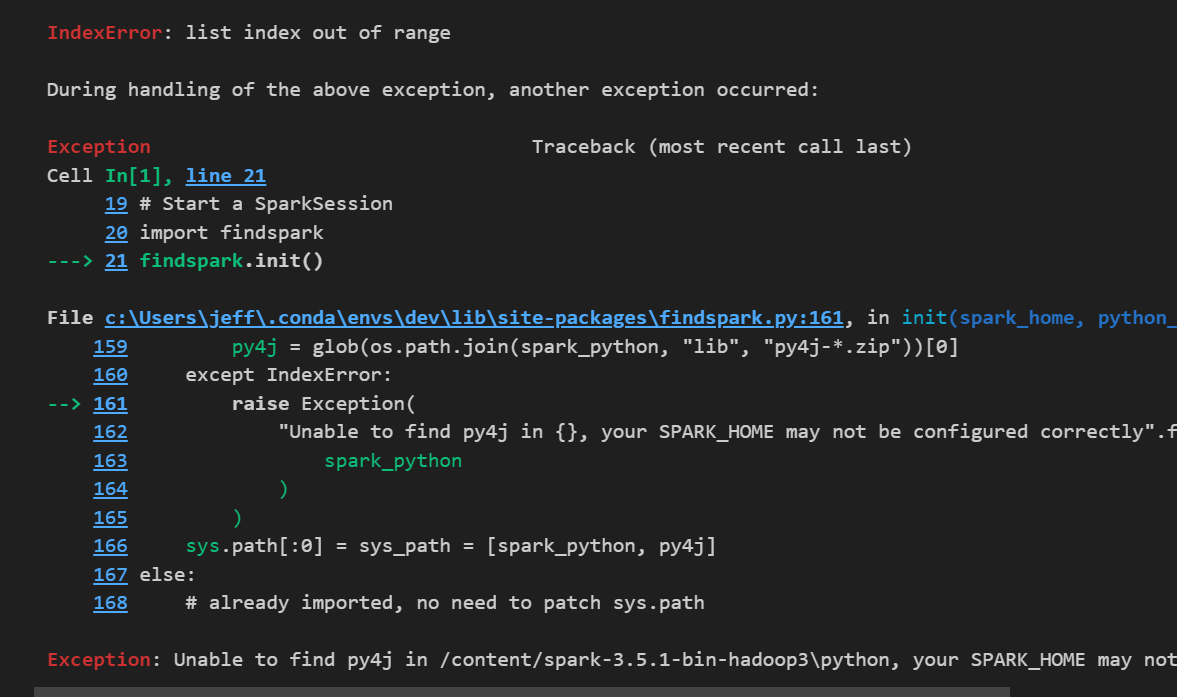 IndexError: list index out of range
During handling of the above exception, another exception occurred:
Exception Traceback (most recent call last)
Cell In[1], line 21
19 # Start a SparkSession
20 import findspark
---> 21 findspark.init()
File c:\Users\jeff\.conda\envs\dev\lib\site-packages\findspark.py:161, in init(spark_home, python_
159 py4j = glob(os.path.join(spark_python, "lib", "py4j-*.zip"))[0]
160 except IndexError:
--> 161 raise Exception(
162 "Unable to find py4j in {}, your SPARK_HOME may not be configured correctly".f
163 spark_python
164 )
165 )
166 sys.path[:0] = sys_path = [spark_python, py4j]
167 else:
168 # already imported, no need to patch sys.path
Exception: Unable to find py4j in /content/spark-3.5.1-bin-hadoop3\python, your SPARK_HOME may not